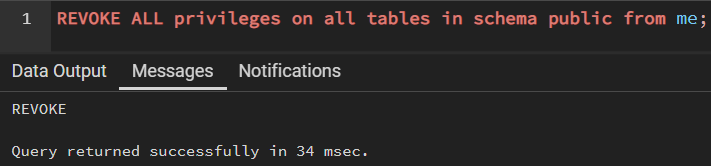 1 REVOKE ALL privileges on all tables in schema public from me;
Data Output Messages Notifications
REVOKE
Query returned successfully in 34 msec.